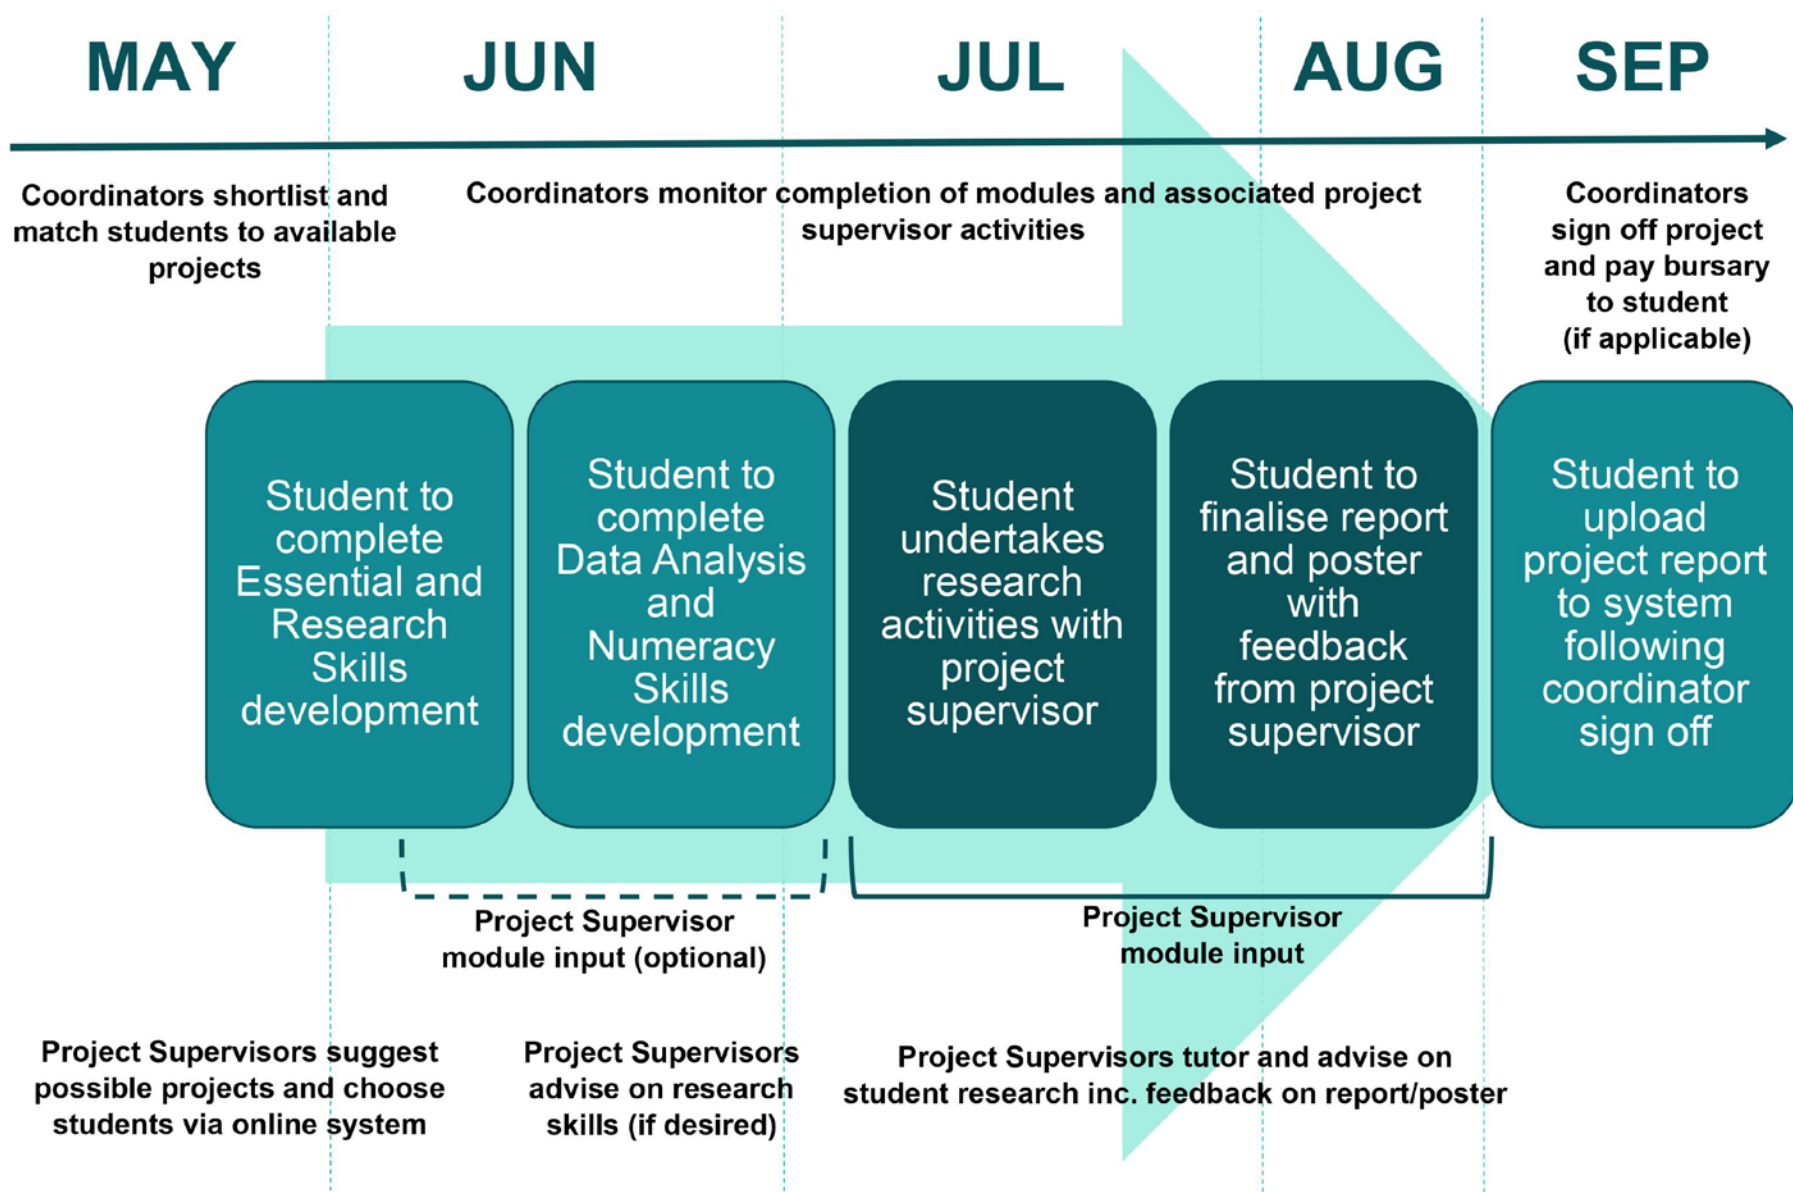 MAY
JUN
JUL
AUG
SEP
Coordinators shortlist and
match students to available
projects
Coordinators monitor completion of modules and associated project
supervisor activities
Coordinators
sign off project
and pay bursary
to student
(if applicable)
Student to
complete
Essential and
Research
Skills
development
Student to
complete
Data Analysis
and
Numeracy
Skills
development
Student
undertakes
research
activities with
project
supervisor
Student to
finalise report
and poster
with
feedback
from project
supervisor
Student to
upload
project report
to system
following
coordinator
sign off
Project Supervisor
module input (optional)
Project Supervisor
module input
Project Supervisors suggest
possible projects and choose
students via online system
Project Supervisors
advise on research
skills (if desired)
Project Supervisors tutor and advise on
student research inc. feedback on report/poster